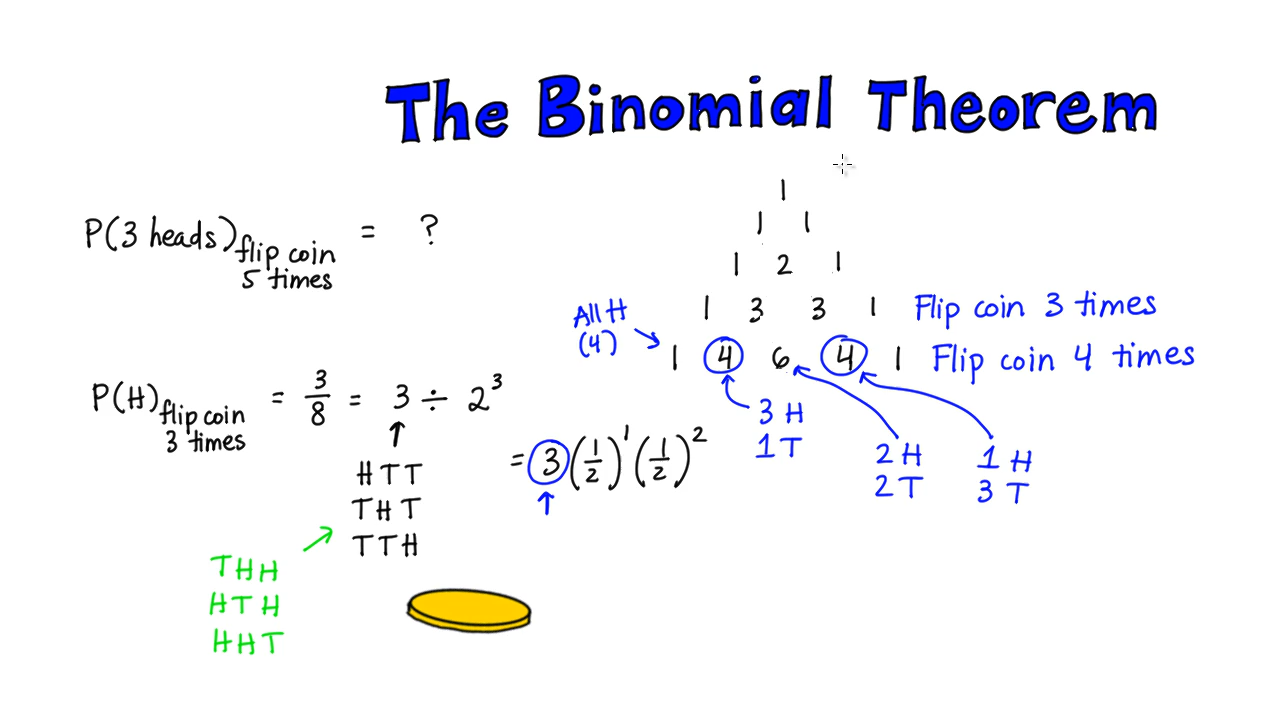 The Binomial Theorem
1
1 1
1 2 1
1 3 3 1 Flip coin 3 times
All H
(4)
1 4 6 4 1 Flip coin 4 times
3 H
1 T
2 H
2 T
1 H
3 T
P(3 heads) flip coin 5 times = ?
P(H) flip coin 3 times = 3/8 = 3 ÷ 2³
= 3 (1/2)¹ (1/2)²
HTT
THT
TTH
THH
HTH
HHT